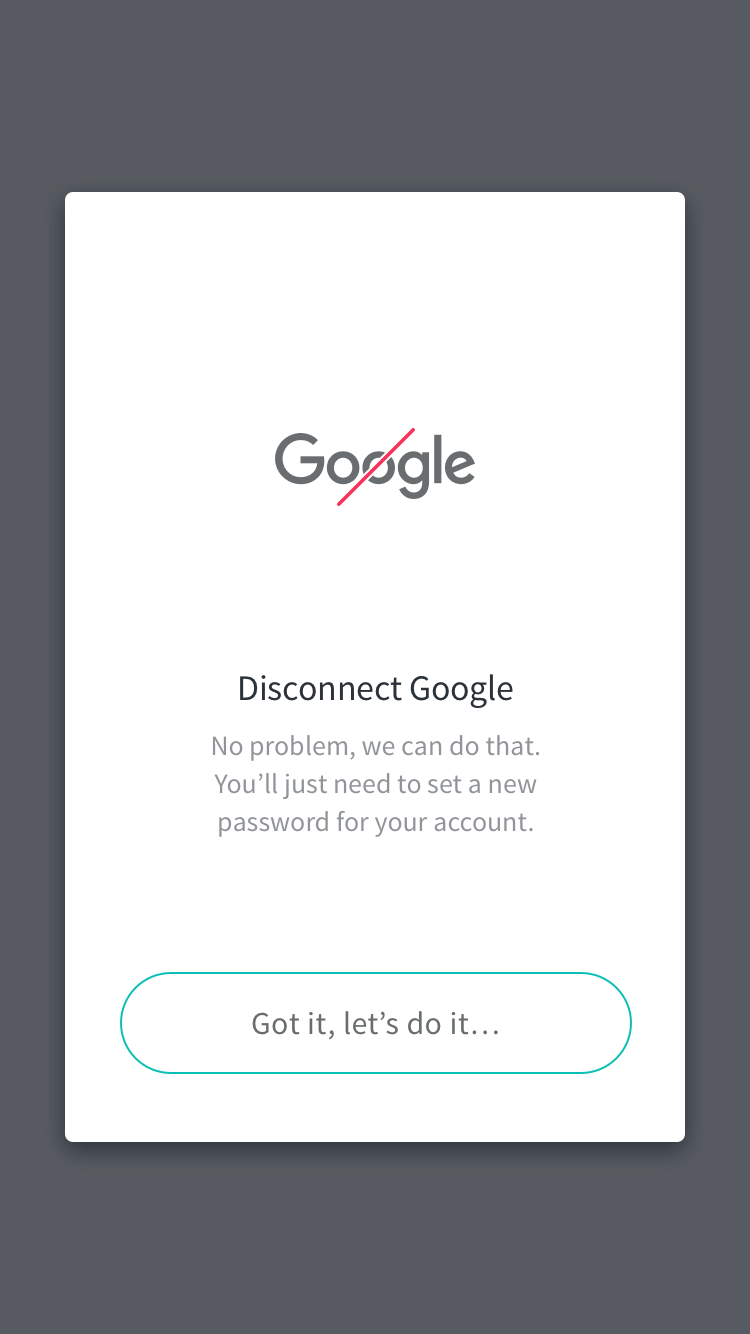 Google
Disconnect Google
No problem, we can do that.
You’ll just need to set a new
password for your account.
Got it, let’s do it…